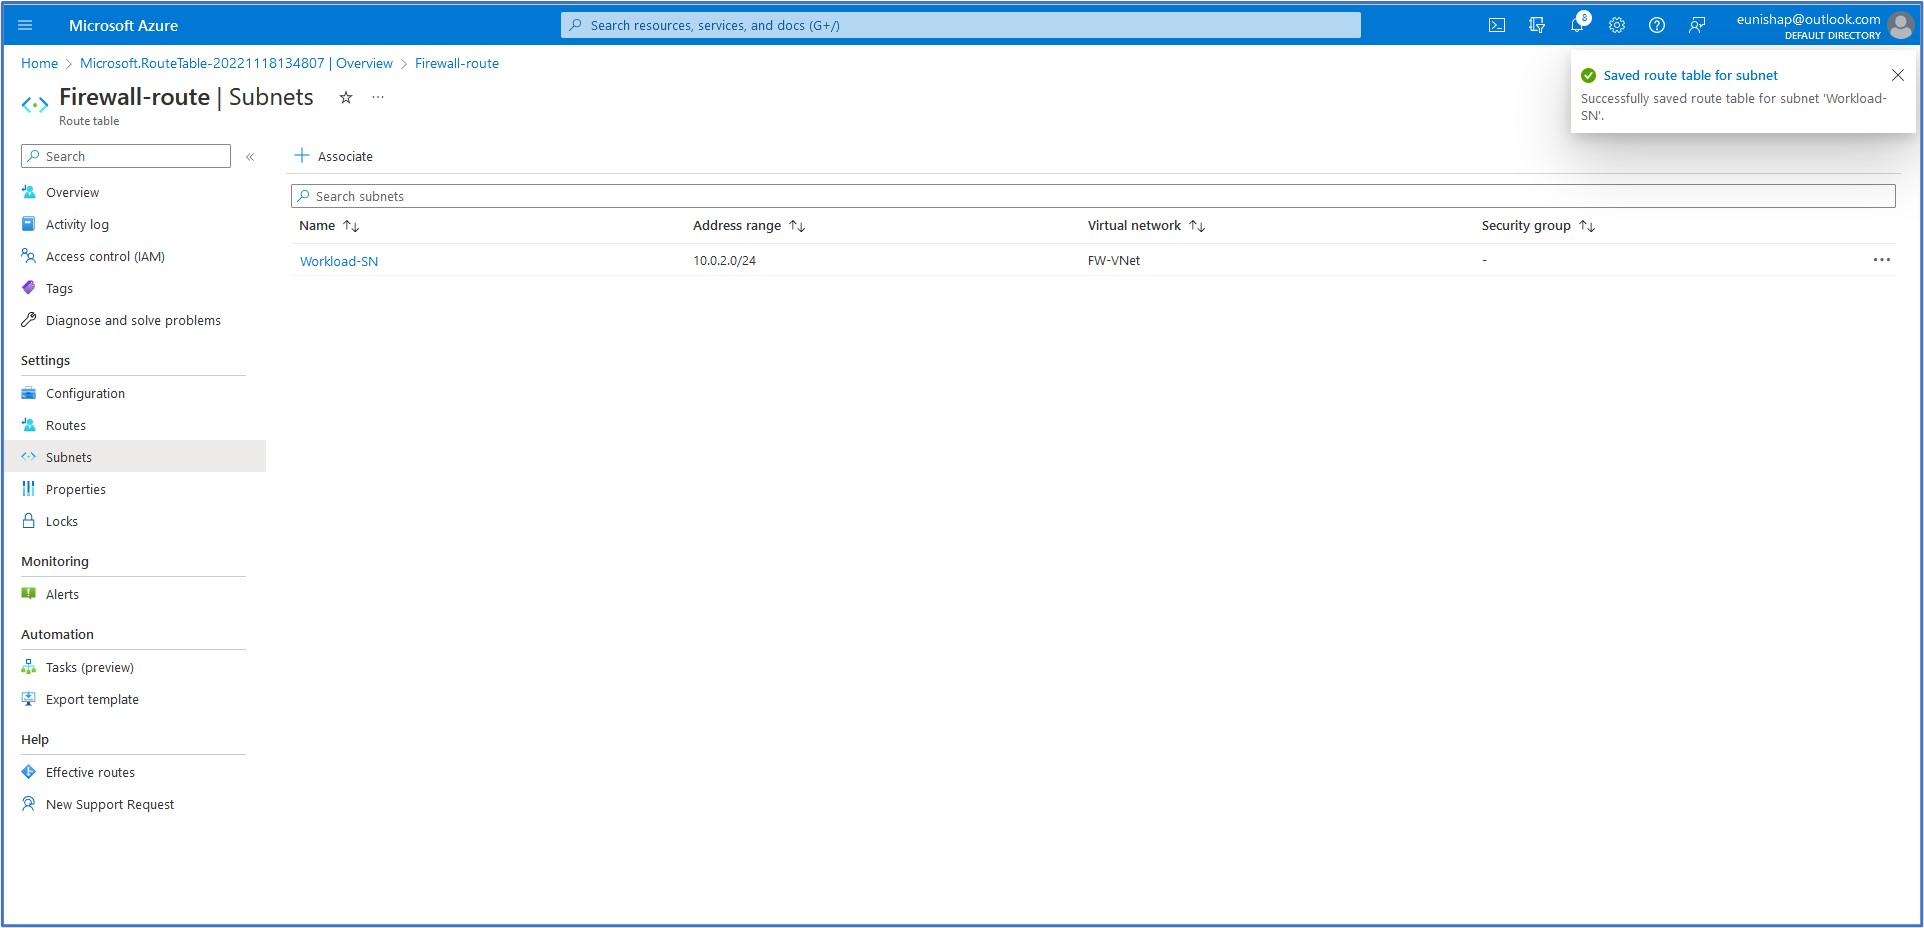 Microsoft Azure
Search resources, services, and docs (G+/)
8
eunishap@outlook.com
DEFAULT DIRECTORY
Home > Microsoft.RouteTable-20221118134807 | Overview > Firewall-route
Saved route table for subnet
Successfully saved route table for subnet 'Workload-
SN'.
Firewall-route | Subnets
Route table
Search
Associate
Search subnets
Overview
Activity log
Access control (IAM)
Tags
Diagnose and solve problems
Settings
Configuration
Routes
Subnets
Properties
Locks
Monitoring
Alerts
Automation
Tasks (preview)
Export template
Help
Effective routes
New Support Request
Name Address range Virtual network Security group
Workload-SN 10.0.2.0/24 FW-VNet -